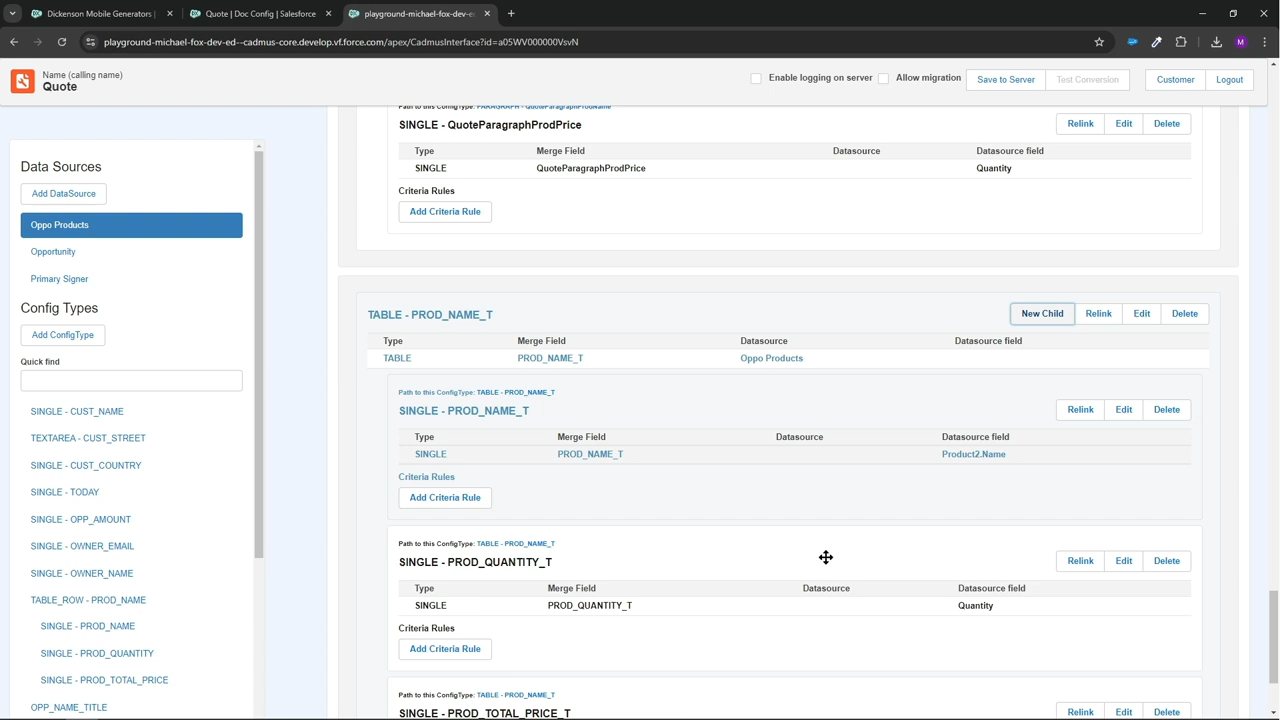 Dickenson Mobile Generators |
Quote | Doc Config | Salesforce
playground-michael-fox-dev-ed
playground-michael-fox-dev-ed--cadmus-core.develop.vf.force.com/apex/CadmusInterface?id=a05WV00000VsvN
M
Name (calling name)
Quote
Enable logging on server
Allow migration
Save to Server
Test Conversion
Customer
Logout
Data Sources
Add DataSource
Oppo Products
Opportunity
Primary Signer
Config Types
Add ConfigType
Quick find
SINGLE - CUST_NAME
TEXTAREA - CUST_STREET
SINGLE - CUST_COUNTRY
SINGLE - TODAY
SINGLE - OPP_AMOUNT
SINGLE - OWNER_EMAIL
SINGLE - OWNER_NAME
TABLE_ROW - PROD_NAME
SINGLE - PROD_NAME
SINGLE - PROD_QUANTITY
SINGLE - PROD_TOTAL_PRICE
OPP_NAME_TITLE
Path to this ConfigType: PARAGRAPH - QuoteParagraphProdName
SINGLE - QuoteParagraphProdPrice
Relink Edit Delete
Type Merge Field Datasource Datasource field
SINGLE QuoteParagraphProdPrice Quantity
Criteria Rules
Add Criteria Rule
TABLE - PROD_NAME_T
New Child Relink Edit Delete
Type Merge Field Datasource Datasource field
TABLE PROD_NAME_T Oppo Products
Path to this ConfigType: TABLE - PROD_NAME_T
SINGLE - PROD_NAME_T
Relink Edit Delete
Type Merge Field Datasource Datasource field
SINGLE PROD_NAME_T Product2.Name
Criteria Rules
Add Criteria Rule
Path to this ConfigType: TABLE - PROD_NAME_T
SINGLE - PROD_QUANTITY_T
Relink Edit Delete
Type Merge Field Datasource Datasource field
SINGLE PROD_QUANTITY_T Quantity
Criteria Rules
Add Criteria Rule
Path to this ConfigType: TABLE - PROD_NAME_T
SINGLE - PROD_TOTAL_PRICE_T
Relink Edit Delete